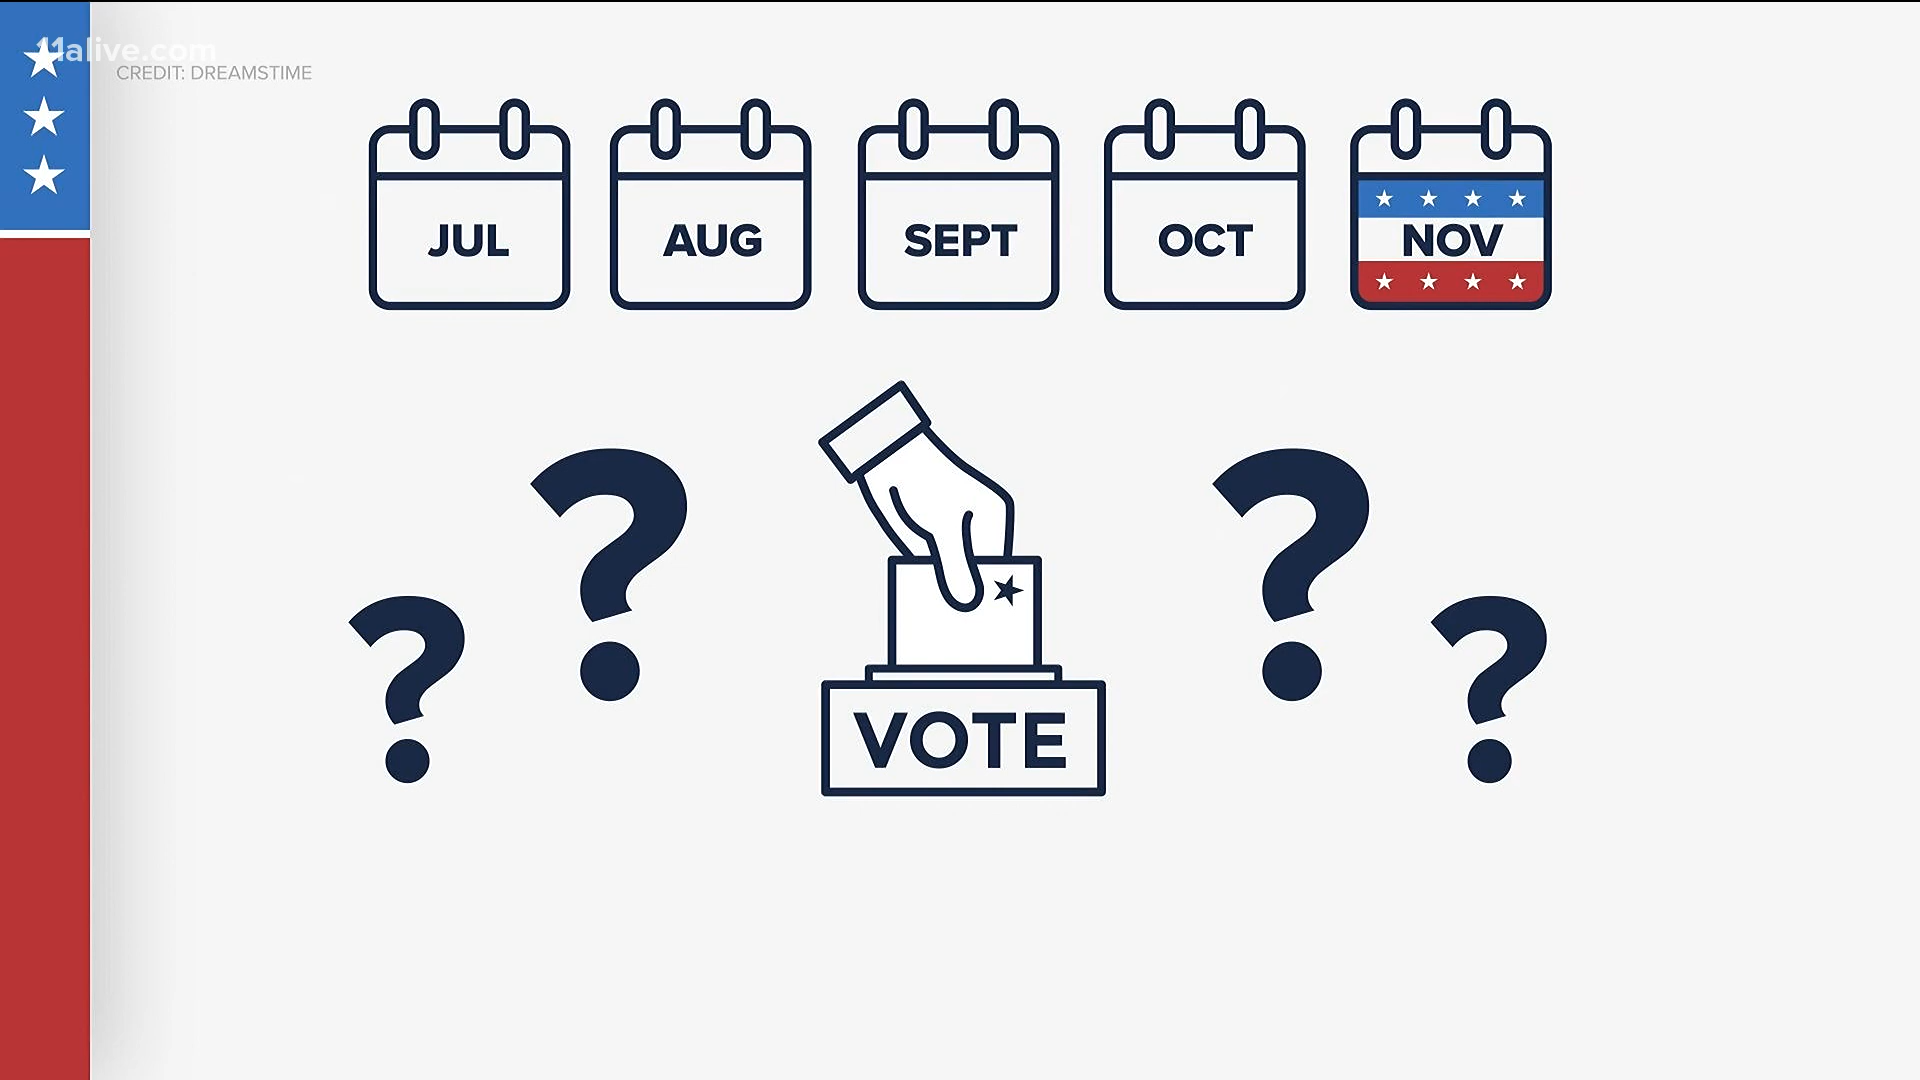 11alive.com
CREDIT: DREAMSTIME
JUL
AUG
SEPT
OCT
NOV
?
?
?
?
VOTE